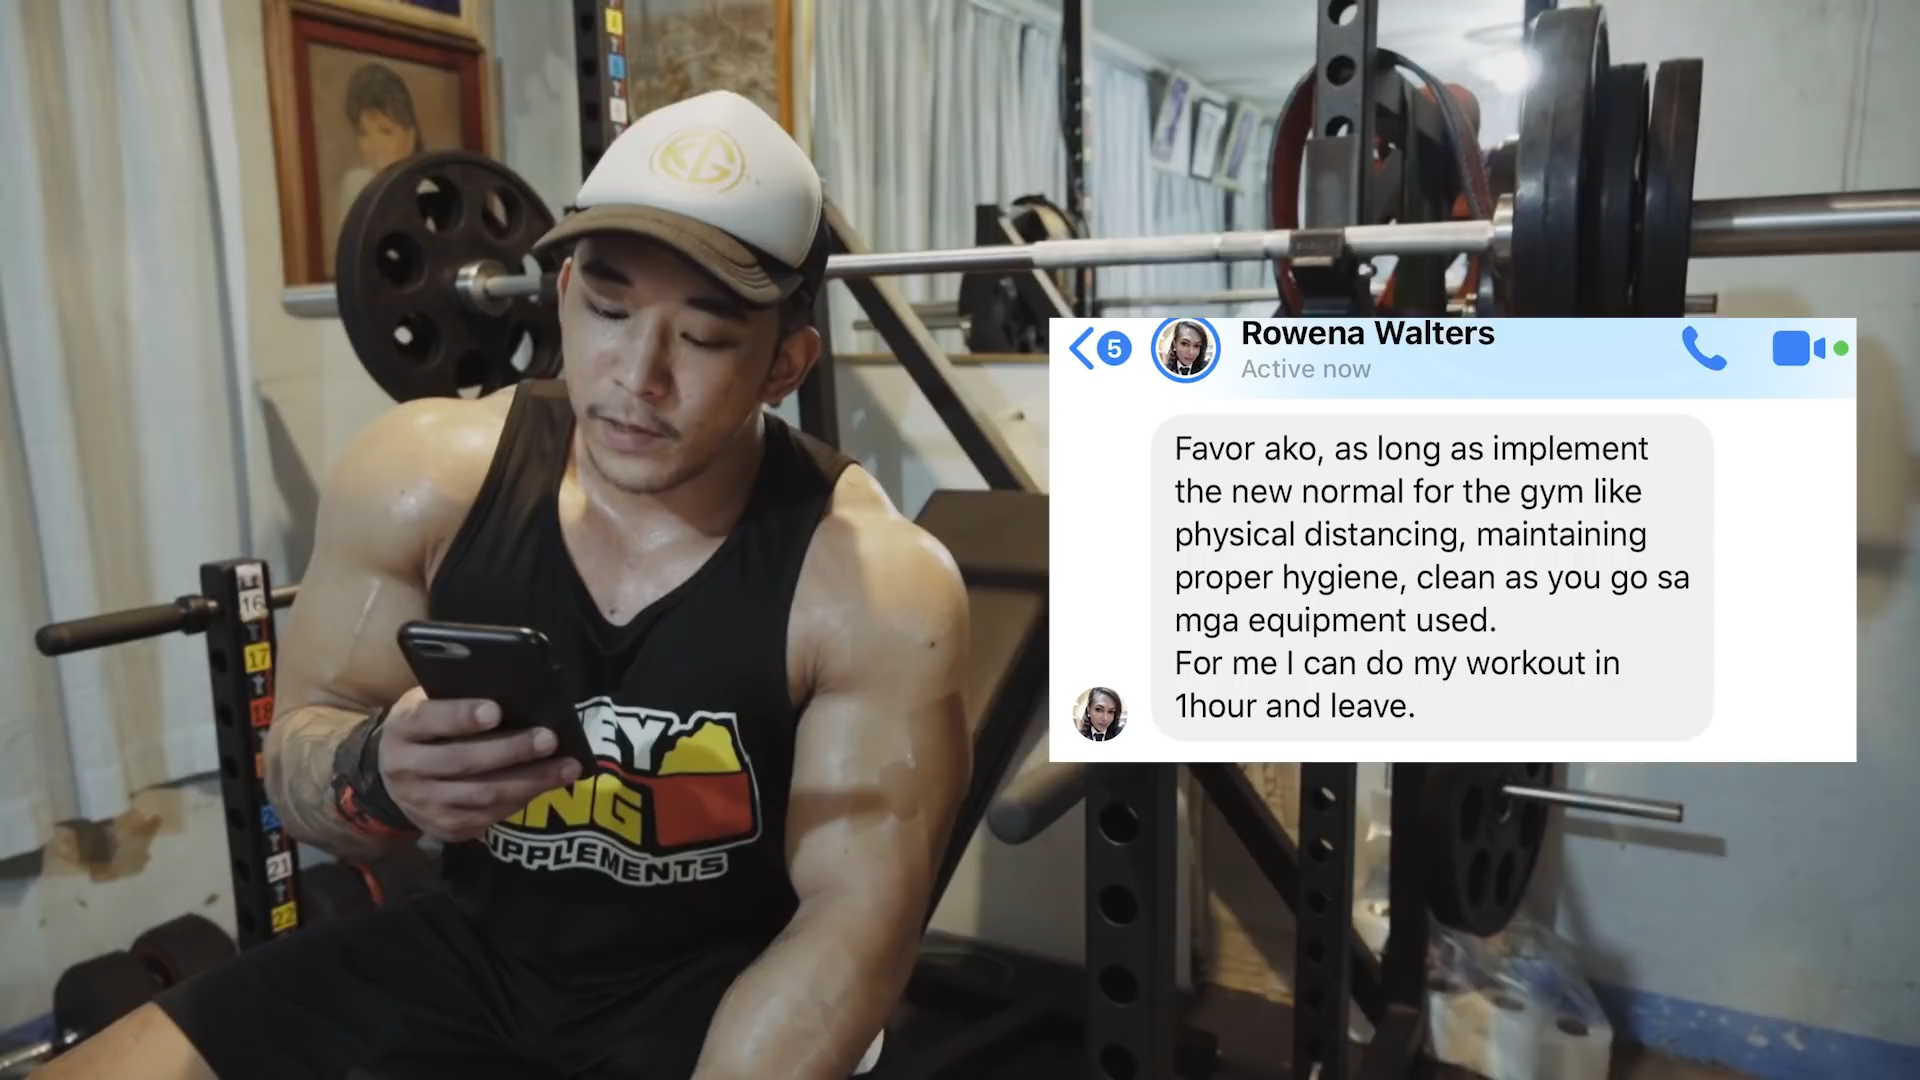 KG
16
17
18
21
22
NG
UPPLEMENTS
5
Rowena Walters
Active now
Favor ako, as long as implement
the new normal for the gym like
physical distancing, maintaining
proper hygiene, clean as you go sa
mga equipment used.
For me I can do my workout in
1hour and leave.